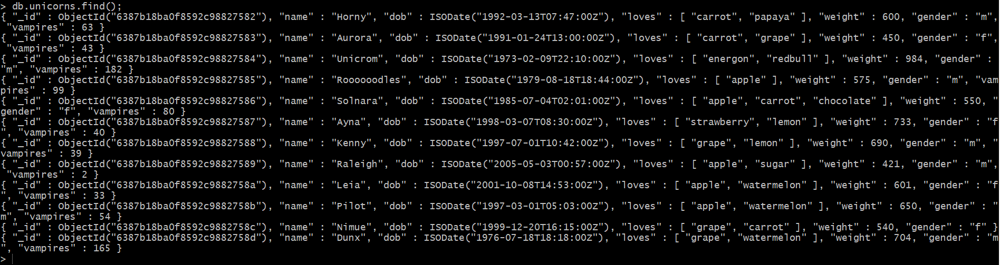 > db.unicorns.find();
{ "_id" : ObjectId("6387b18ba0f8592c98827582"), "name" : "Horny", "dob" : ISODate("1992-03-13T07:47:00Z"), "loves" : [ "carrot", "papaya" ], "weight" : 600, "gender" : "m",
 "vampires" : 63 }
{ "_id" : ObjectId("6387b18ba0f8592c98827583"), "name" : "Aurora", "dob" : ISODate("1991-01-24T13:00:00Z"), "loves" : [ "carrot", "grape" ], "weight" : 450, "gender" : "f",
 "vampires" : 43 }
{ "_id" : ObjectId("6387b18ba0f8592c98827584"), "name" : "Unicrom", "dob" : ISODate("1973-02-09T22:10:00Z"), "loves" : [ "energon", "redbull" ], "weight" : 984, "gender" :
"m", "vampires" : 182 }
{ "_id" : ObjectId("6387b18ba0f8592c98827585"), "name" : "Roooooodles", "dob" : ISODate("1979-08-18T18:44:00Z"), "loves" : [ "apple" ], "weight" : 575, "gender" : "m", "vam
pires" : 99 }
{ "_id" : ObjectId("6387b18ba0f8592c98827586"), "name" : "Solnara", "dob" : ISODate("1985-07-04T02:01:00Z"), "loves" : [ "apple", "carrot", "chocolate" ], "weight" : 550, "
gender" : "f", "vampires" : 80 }
{ "_id" : ObjectId("6387b18ba0f8592c98827587"), "name" : "Ayna", "dob" : ISODate("1998-03-07T08:30:00Z"), "loves" : [ "strawberry", "lemon" ], "weight" : 733, "gender" : "f
", "vampires" : 40 }
{ "_id" : ObjectId("6387b18ba0f8592c98827588"), "name" : "Kenny", "dob" : ISODate("1997-07-01T10:42:00Z"), "loves" : [ "grape", "lemon" ], "weight" : 690, "gender" : "m", "
vampires" : 39 }
{ "_id" : ObjectId("6387b18ba0f8592c98827589"), "name" : "Raleigh", "dob" : ISODate("2005-05-03T00:57:00Z"), "loves" : [ "apple", "sugar" ], "weight" : 421, "gender" : "m",
 "vampires" : 2 }
{ "_id" : ObjectId("6387b18ba0f8592c9882758a"), "name" : "Leia", "dob" : ISODate("2001-10-08T14:53:00Z"), "loves" : [ "apple", "watermelon" ], "weight" : 601, "gender" : "f
", "vampires" : 33 }
{ "_id" : ObjectId("6387b18ba0f8592c9882758b"), "name" : "Pilot", "dob" : ISODate("1997-03-01T05:03:00Z"), "loves" : [ "apple", "watermelon" ], "weight" : 650, "gender" : "
m", "vampires" : 54 }
{ "_id" : ObjectId("6387b18ba0f8592c9882758c"), "name" : "Nimue", "dob" : ISODate("1999-12-20T16:15:00Z"), "loves" : [ "grape", "carrot" ], "weight" : 540, "gender" : "f" }
{ "_id" : ObjectId("6387b18ba0f8592c9882758d"), "name" : "Dunx", "dob" : ISODate("1976-07-18T18:18:00Z"), "loves" : [ "grape", "watermelon" ], "weight" : 704, "gender" : "m
", "vampires" : 165 }
>